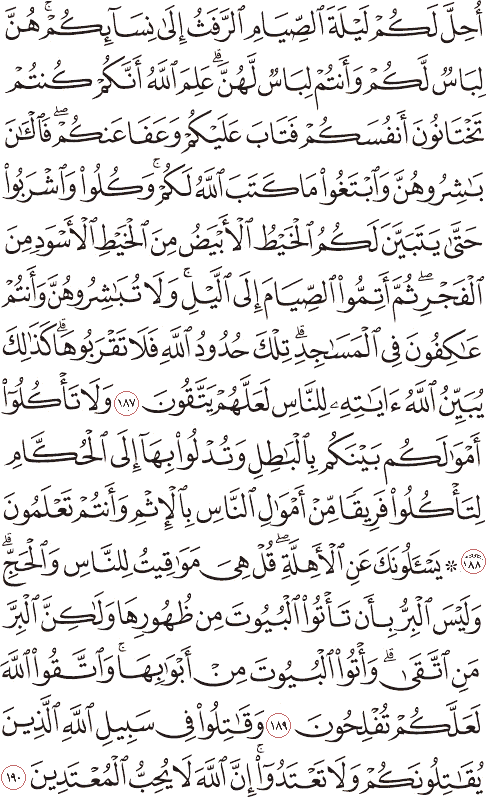 أُحِلَّ لَكُمۡ لَيۡلَةَ ٱلصِّيَامِ ٱلرَّفَثُ إِلَىٰ نِسَآئِكُمۡۚ هُنَّ
لِبَاسٞ لَّكُمۡ وَأَنتُمۡ لِبَاسٞ لَّهُنَّۗ عَلِمَ ٱللَّهُ أَنَّكُمۡ كُنتُمۡ
تَخۡتَانُونَ أَنفُسَكُمۡ فَتَابَ عَلَيۡكُمۡ وَعَفَا عَنكُمۡۖ فَٱلۡـَٰٔنَ
بَٰشِرُوهُنَّ وَٱبۡتَغُواْ مَا كَتَبَ ٱللَّهُ لَكُمۡۚ وَكُلُواْ وَٱشۡرَبُواْ
حَتَّىٰ يَتَبَيَّنَ لَكُمُ ٱلۡخَيۡطُ ٱلۡأَبۡيَضُ مِنَ ٱلۡخَيۡطِ ٱلۡأَسۡوَدِ مِنَ
ٱلۡفَجۡرِۖ ثُمَّ أَتِمُّواْ ٱلصِّيَامَ إِلَى ٱلَّيۡلِۚ وَلَا تُبَٰشِرُوهُنَّ وَأَنتُمۡ
عَٰكِفُونَ فِي ٱلۡمَسَٰجِدِۗ تِلۡكَ حُدُودُ ٱللَّهِ فَلَا تَقۡرَبُوهَاۗ كَذَٰلِكَ
يُبَيِّنُ ٱللَّهُ ءَايَٰتِهِۦ لِلنَّاسِ لَعَلَّهُمۡ يَتَّقُونَ ١٨٧ وَلَا تَأۡكُلُوٓاْ
أَمۡوَٰلَكُم بَيۡنَكُم بِٱلۡبَٰطِلِ وَتُدۡلُواْ بِهَآ إِلَى ٱلۡحُكَّامِ
لِتَأۡكُلُواْ فَرِيقٗا مِّنۡ أَمۡوَٰلِ ٱلنَّاسِ بِٱلۡإِثۡمِ وَأَنتُمۡ تَعۡلَمُونَ
١٨٨ ۞ يَسۡـَٔلُونَكَ عَنِ ٱلۡأَهِلَّةِۖ قُلۡ هِيَ مَوَٰقِيتُ لِلنَّاسِ وَٱلۡحَجِّۗ
وَلَيۡسَ ٱلۡبِرُّ بِأَن تَأۡتُواْ ٱلۡبُيُوتَ مِن ظُهُورِهَا وَلَٰكِنَّ ٱلۡبِرَّ
مَنِ ٱتَّقَىٰۗ وَأۡتُواْ ٱلۡبُيُوتَ مِنۡ أَبۡوَٰبِهَاۚ وَٱتَّقُواْ ٱللَّهَ
لَعَلَّكُمۡ تُفۡلِحُونَ ١٨٩ وَقَٰتِلُواْ فِي سَبِيلِ ٱللَّهِ ٱلَّذِينَ
يُقَٰتِلُونَكُمۡ وَلَا تَعۡتَدُوٓاْۚ إِنَّ ٱللَّهَ لَا يُحِبُّ ٱلۡمُعۡتَدِينَ ١٩٠